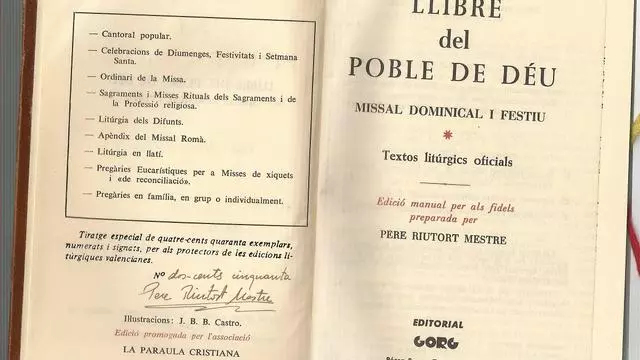 — Cantoral popular.
— Celebracions de Diumenges, Festivitats i Setmana
Santa.
— Ordinari de la Missa.
— Sagraments i Misses Rituals dels Sagraments i de
la Professió religiosa.
— Litúrgia dels Difunts.
— Apèndix del Missal Romà.
— Litúrgia en llatí.
— Pregàries Eucarístiques per a Misses de xiquets
i «de reconciliació».
— Pregàries en família, en grup o individualment.
Tiratge especial de quatre-cents quaranta exemplars,
numerats i signats, per als protectors de les edicions li-
túrgiques valencianes.
Nº dos-cents cinquanta
Pere Riutort Mestre
Illustracions: J. B. B. Castro.
Edició promogada per l'associació
LA PARAULA CRISTIANA
LLIBRE
del
POBLE DE DÉU
MISSAL DOMINICAL I FESTIU
*
Textos litúrgics oficials
Edició manual per als fidels
preparada per
PERE RIUTORT MESTRE
EDITORIAL
GORG